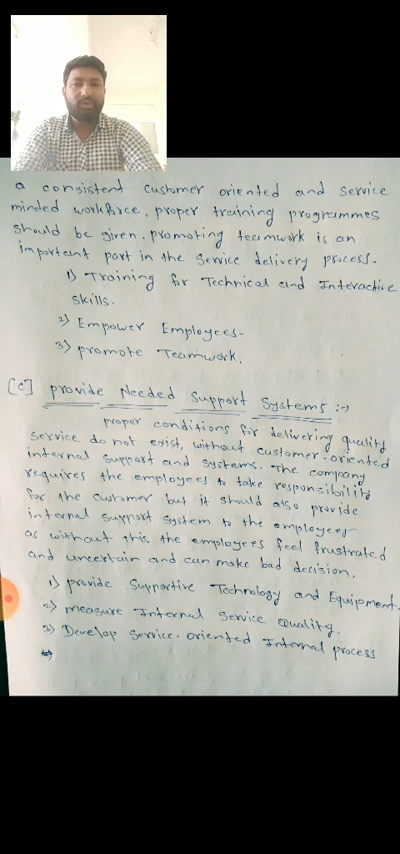 a consistent customer oriented and service
minded workforce, proper training programmes
should be given, promoting teamwork is an
important part in the service delivery process.
1) Training for Technical and Interactive
skills.
2) Empower Employees-
3) promote Teamwork.
[C] provide Needed Support Systems :->
proper conditions for delivering quality
service do not exist, without customer-oriented
internal support and systems. The company
requires the employees to take responsibility
for the customer but it should also provide
internal support system to the employees
as without this the employees feel frustrated
and uncertain and can make bad decision.
1) provide Supportive Technology and Equipment.
2) measure Internal Service Quality.
3) Develop service-oriented Internal process